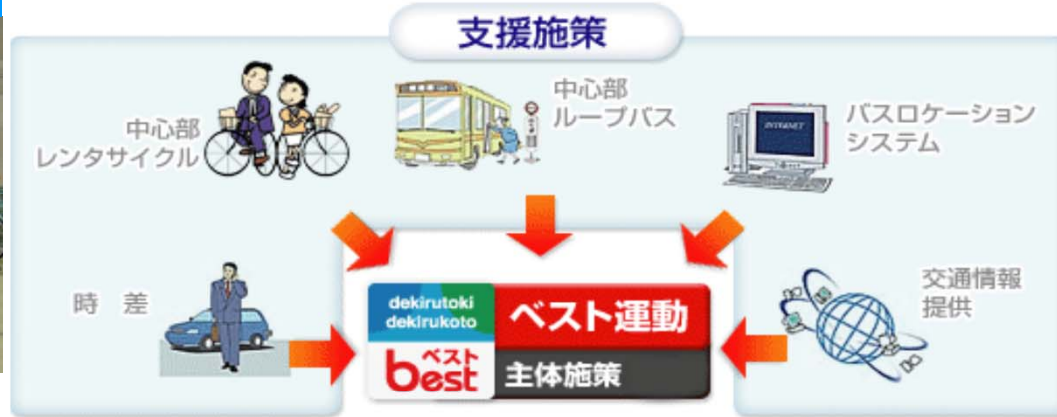 支援施策
中心部
レンタサイクル
中心部
ループバス
INTRANET
バスロケーション
システム
時 差
交通情報
提供
dekirutoki
dekirukoto
ベスト運動
ベスト
best
主体施策